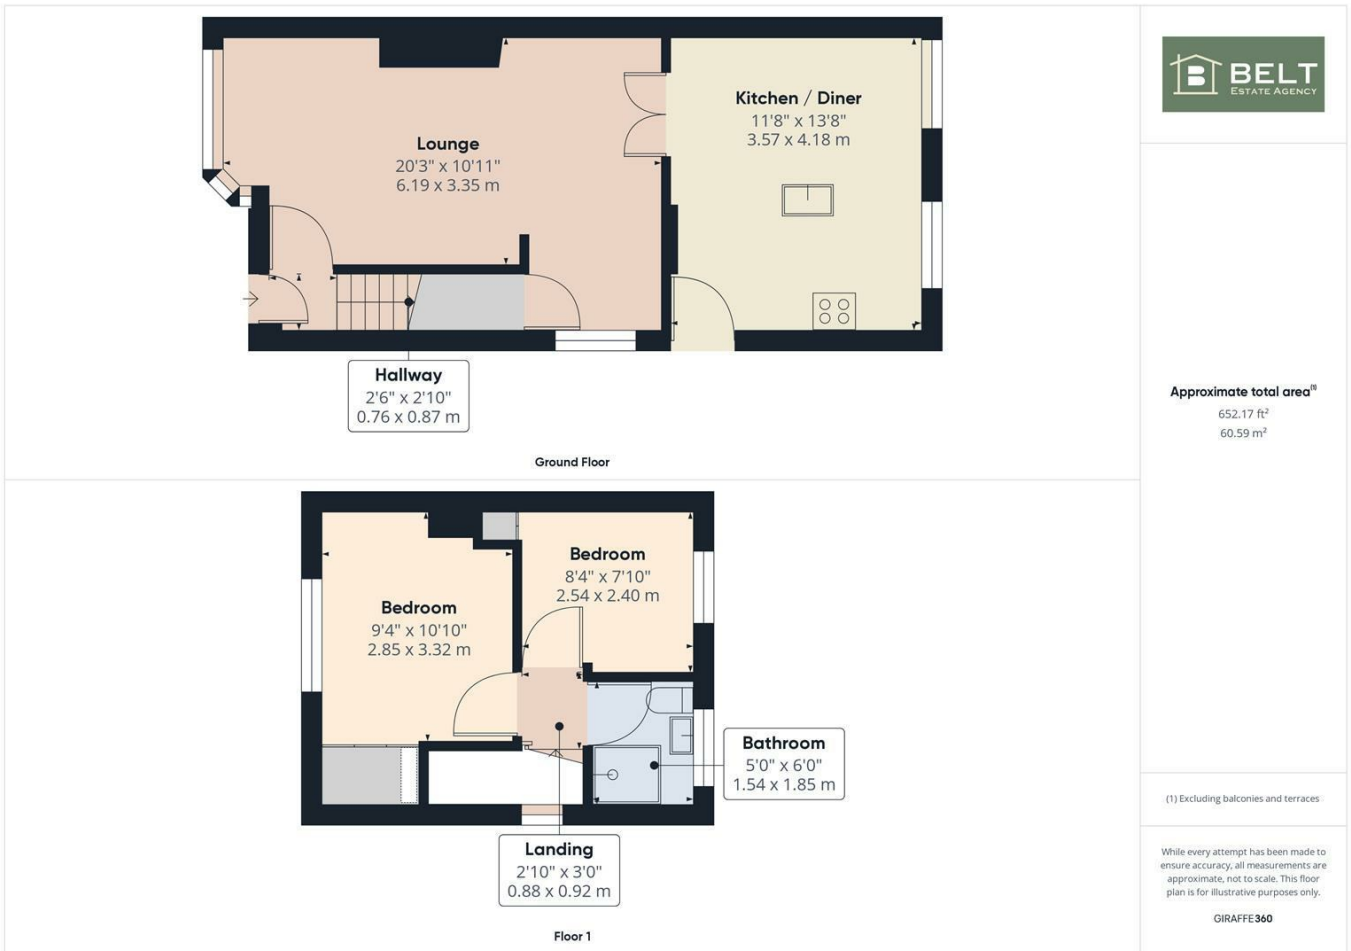 Lounge
20'3" x 10'11"
6.19 x 3.35 m
Kitchen / Diner
11'8" x 13'8"
3.57 x 4.18 m
Hallway
2'6" x 2'10"
0.76 x 0.87 m
Ground Floor
Bedroom
9'4" x 10'10"
2.85 x 3.32 m
Bedroom
8'4" x 7'10"
2.54 x 2.40 m
Bathroom
5'0" x 6'0"
1.54 x 1.85 m
Landing
2'10" x 3'0"
0.88 x 0.92 m
Floor 1
B BELT
ESTATE AGENCY
Approximate total area(1)
652.17 ft²
60.59 m²
(1) Excluding balconies and terraces
While every attempt has been made to
ensure accuracy, all measurements are
approximate, not to scale. This floor
plan is for illustrative purposes only.
GIRAFFE360